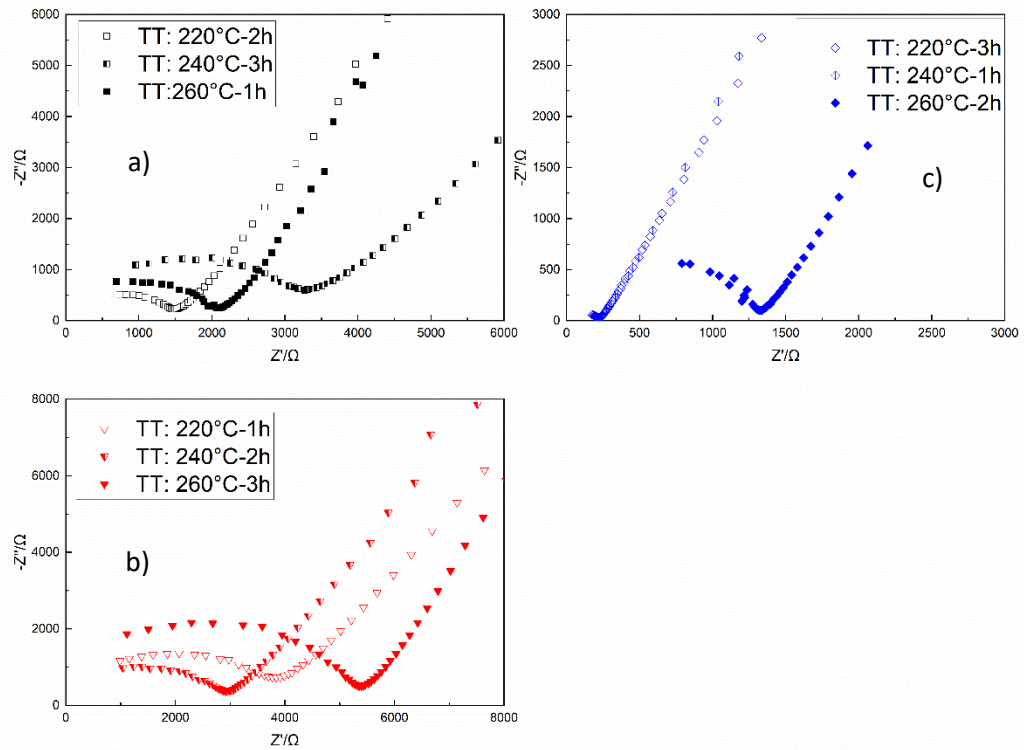 TT: 220°C-2h
TT: 240°C-3h
TT:260°C-1h
a)
6000
5000
4000
3000
2000
1000
0
-Z''/Ω
0 1000 2000 3000 4000 5000 6000
Z'/Ω
TT: 220°C-3h
TT: 240°C-1h
TT: 260°C-2h
c)
3000
2500
2000
1500
1000
500
0
-Z''/Ω
0 500 1000 1500 2000 2500 3000
Z'/Ω
TT: 220°C-1h
TT: 240°C-2h
TT: 260°C-3h
b)
8000
6000
4000
2000
0
-Z''/Ω
0 2000 4000 6000 8000
Z'/Ω